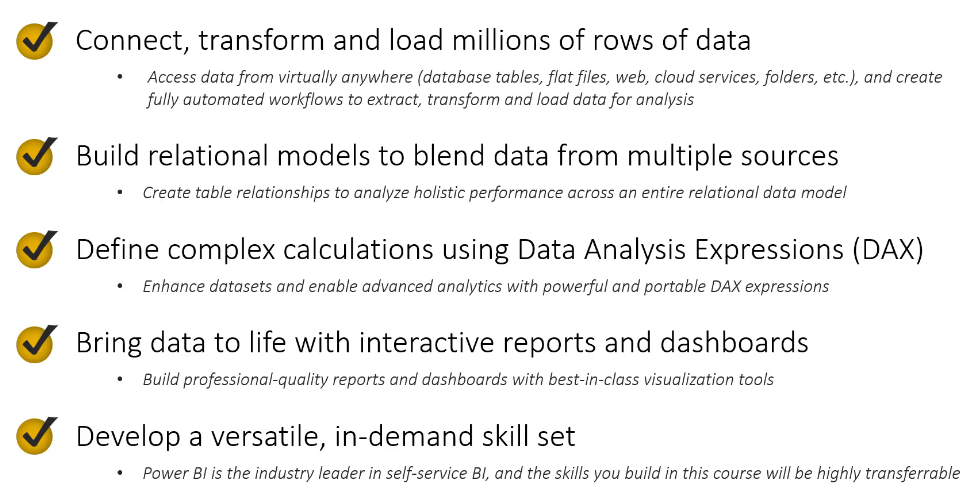 Connect, transform and load millions of rows of data
• Access data from virtually anywhere (database tables, flat files, web, cloud services, folders, etc.), and create
fully automated workflows to extract, transform and load data for analysis
Build relational models to blend data from multiple sources
• Create table relationships to analyze holistic performance across an entire relational data model
Define complex calculations using Data Analysis Expressions (DAX)
• Enhance datasets and enable advanced analytics with powerful and portable DAX expressions
Bring data to life with interactive reports and dashboards
• Build professional-quality reports and dashboards with best-in-class visualization tools
Develop a versatile, in-demand skill set
• Power BI is the industry leader in self-service BI, and the skills you build in this course will be highly transferrable